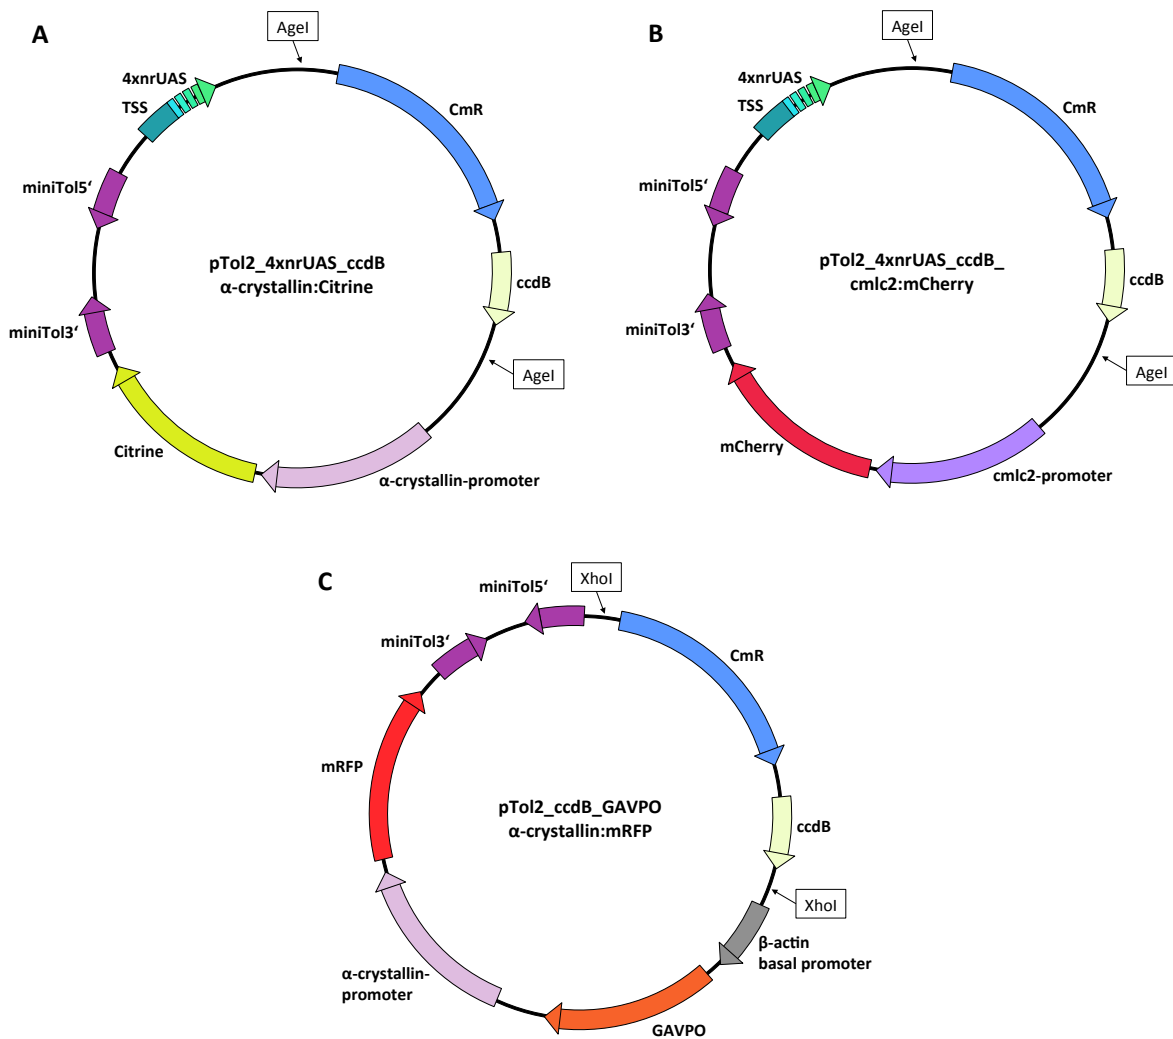 A
AgeI
4xnrUAS
TSS
CmR
miniTol5‘
pTol2_4xnrUAS_ccdB
α-crystallin:Citrine
ccdB
miniTol3‘
AgeI
Citrine
α-crystallin-promoter
B
AgeI
4xnrUAS
TSS
CmR
miniTol5‘
pTol2_4xnrUAS_ccdB_
cmlc2:mCherry
ccdB
miniTol3‘
AgeI
mCherry
cmlc2-promoter
C
miniTol5‘
XhoI
miniTol3‘
CmR
mRFP
pTol2_ccdB_GAVPO
α-crystallin:mRFP
ccdB
XhoI
β-actin
basal promoter
α-crystallin-
promoter
GAVPO